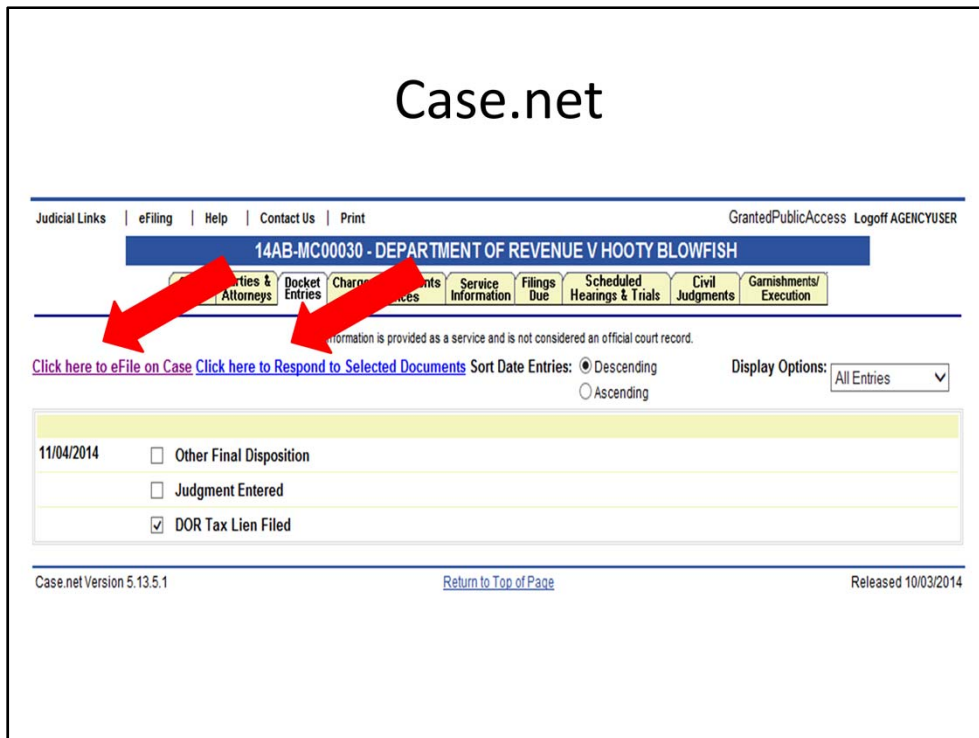 Case.net
Judicial Links | eFiling | Help | Contact Us | Print GrantedPublicAccess Logoff AGENCYUSER
14AB-MC00030 - DEPARTMENT OF REVENUE V HOOTY BLOWFISH
Attorneys Docket Entries Service Information Filings Due Scheduled Hearings & Trials Civil Judgments Garnishments/ Execution
is provided as a service and is not considered an official court record.
Click here to eFile on Case Click here to Respond to Selected Documents Sort Date Entries: Descending Display Options: All Entries
Ascending
11/04/2014 Other Final Disposition
Judgment Entered
DOR Tax Lien Filed
Case.net Version 5.13.5.1 Return to Top of Page Released 10/03/2014